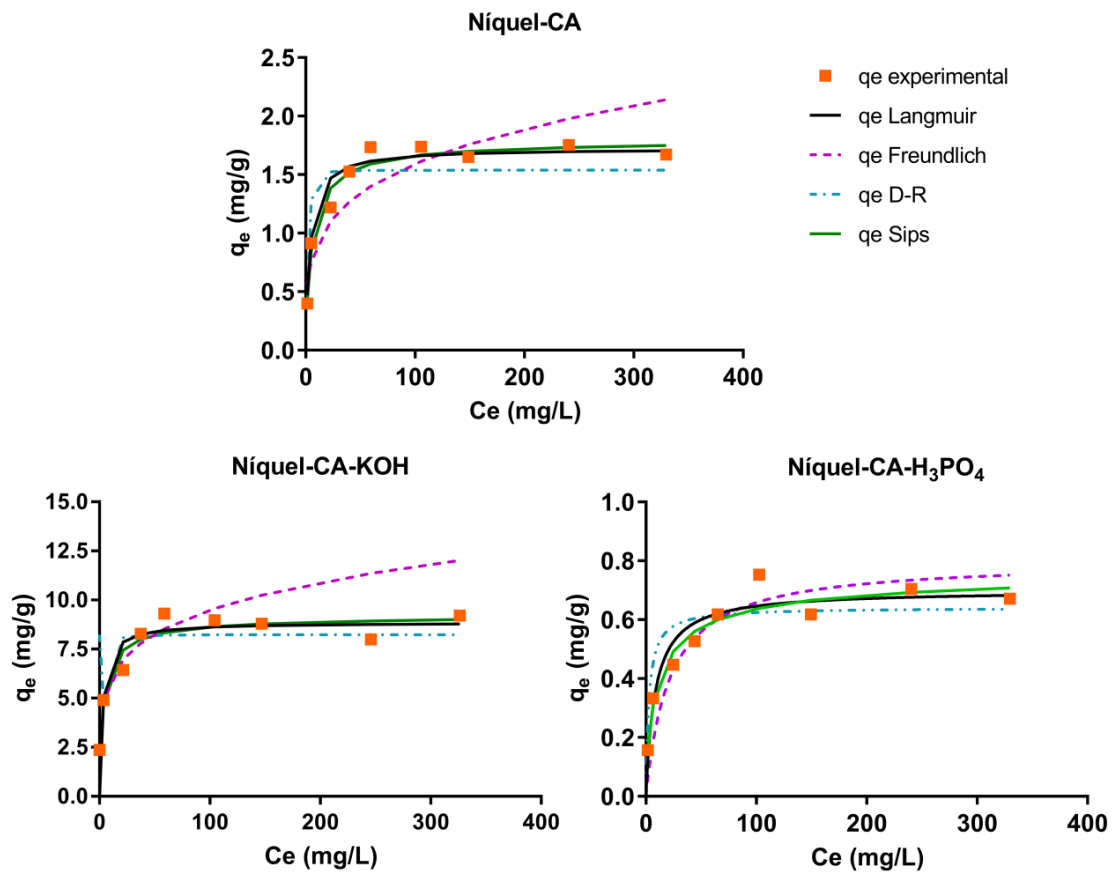 Níquel-CA
qe (mg/g)
2.5
2.0
1.5
1.0
0.5
0.0
0 100 200 300 400
Ce (mg/L)
qe experimental
qe Langmuir
qe Freundlich
qe D-R
qe Sips
Níquel-CA-KOH
qe (mg/g)
15.0
12.5
10.0
7.5
5.0
2.5
0.0
0 100 200 300 400
Ce (mg/L)
Níquel-CA-H₃PO₄
qe (mg/g)
1.0
0.8
0.6
0.4
0.2
0.0
0 100 200 300 400
Ce (mg/L)